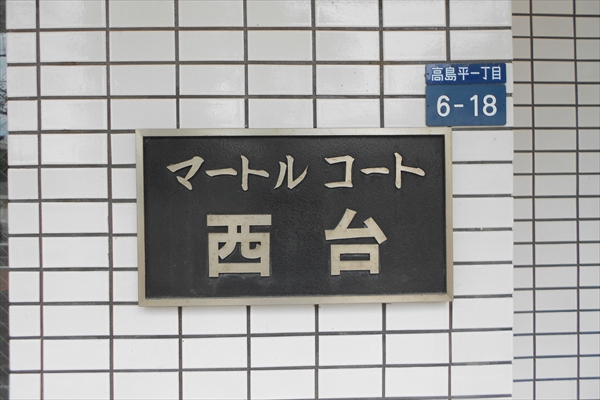 高島平一丁目
6-18
マートル コート
西台